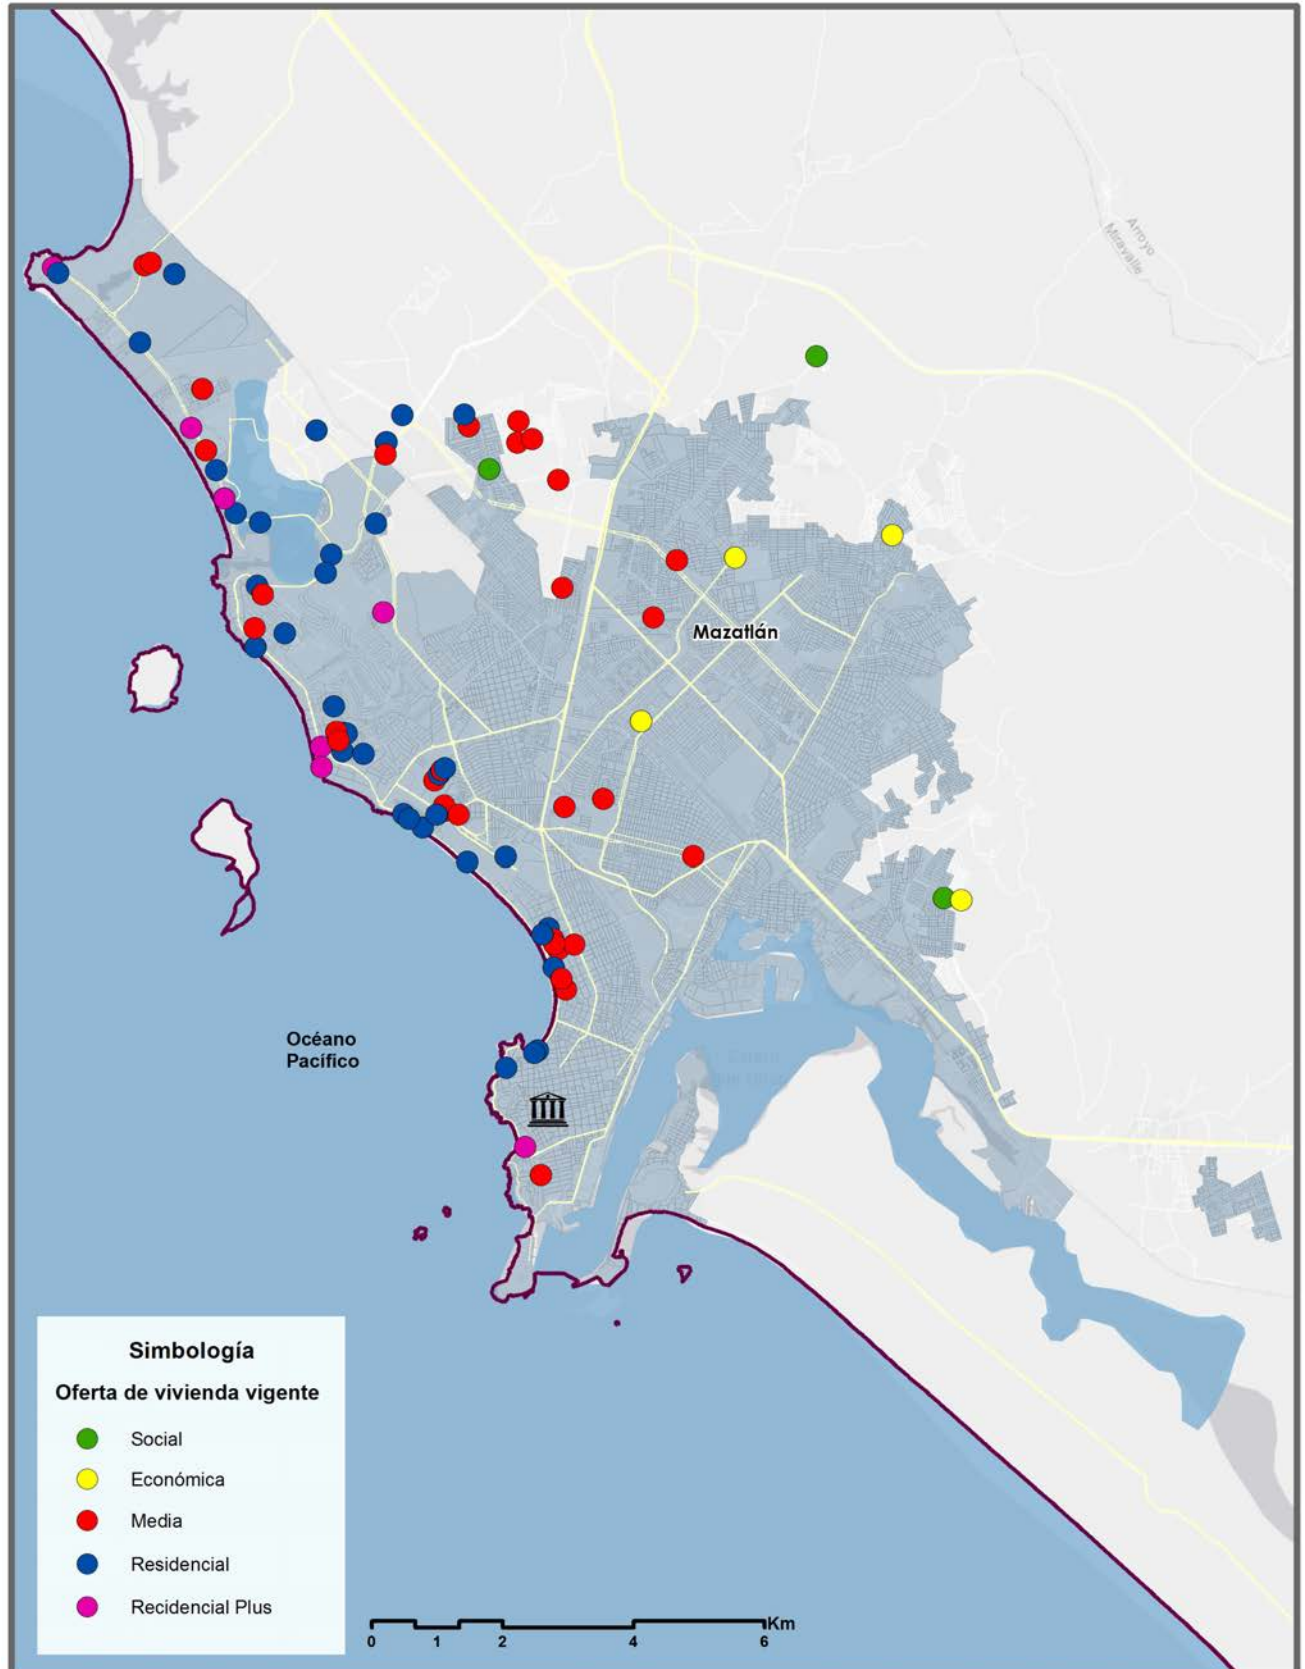 Arroyo
Miravalle
Mazatlán
Océano
Pacífico
Simbología
Oferta de vivienda vigente
Social
Económica
Media
Residencial
Recidencial Plus
Km
0 1 2 4 6